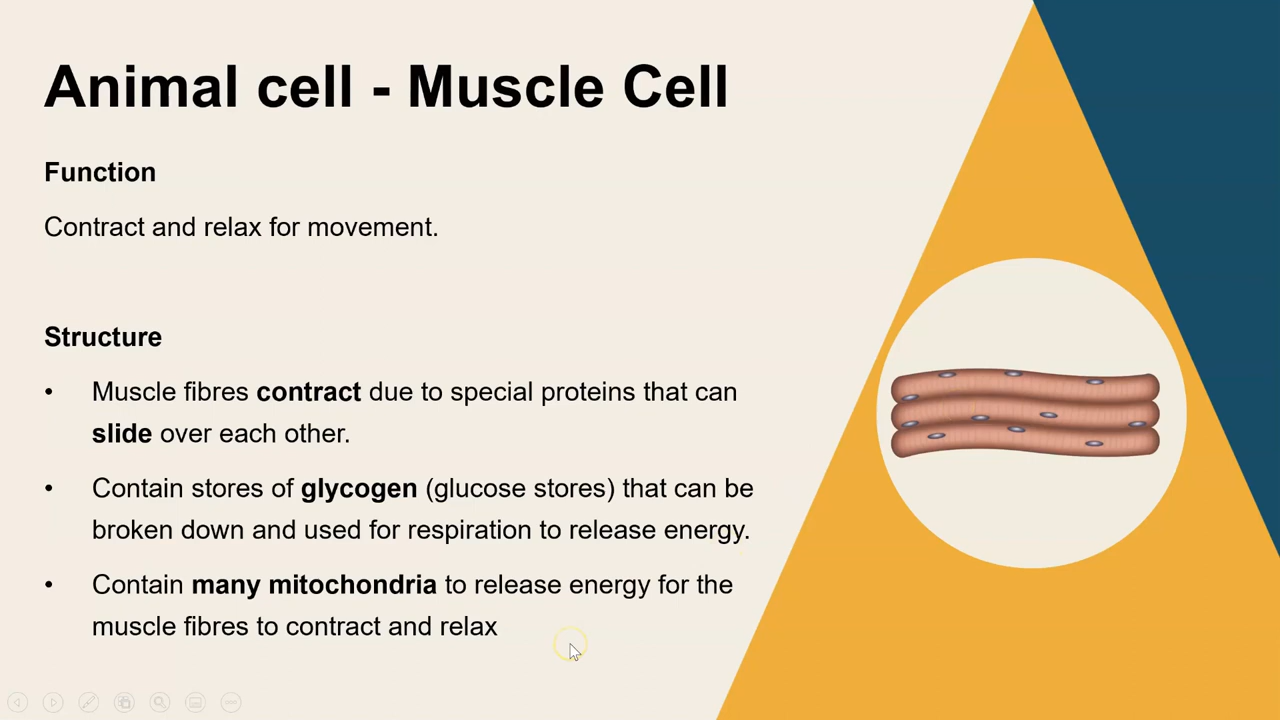 Animal cell - Muscle Cell
Function
Contract and relax for movement.
Structure
• Muscle fibres contract due to special proteins that can
slide over each other.
• Contain stores of glycogen (glucose stores) that can be
broken down and used for respiration to release energy.
• Contain many mitochondria to release energy for the
muscle fibres to contract and relax